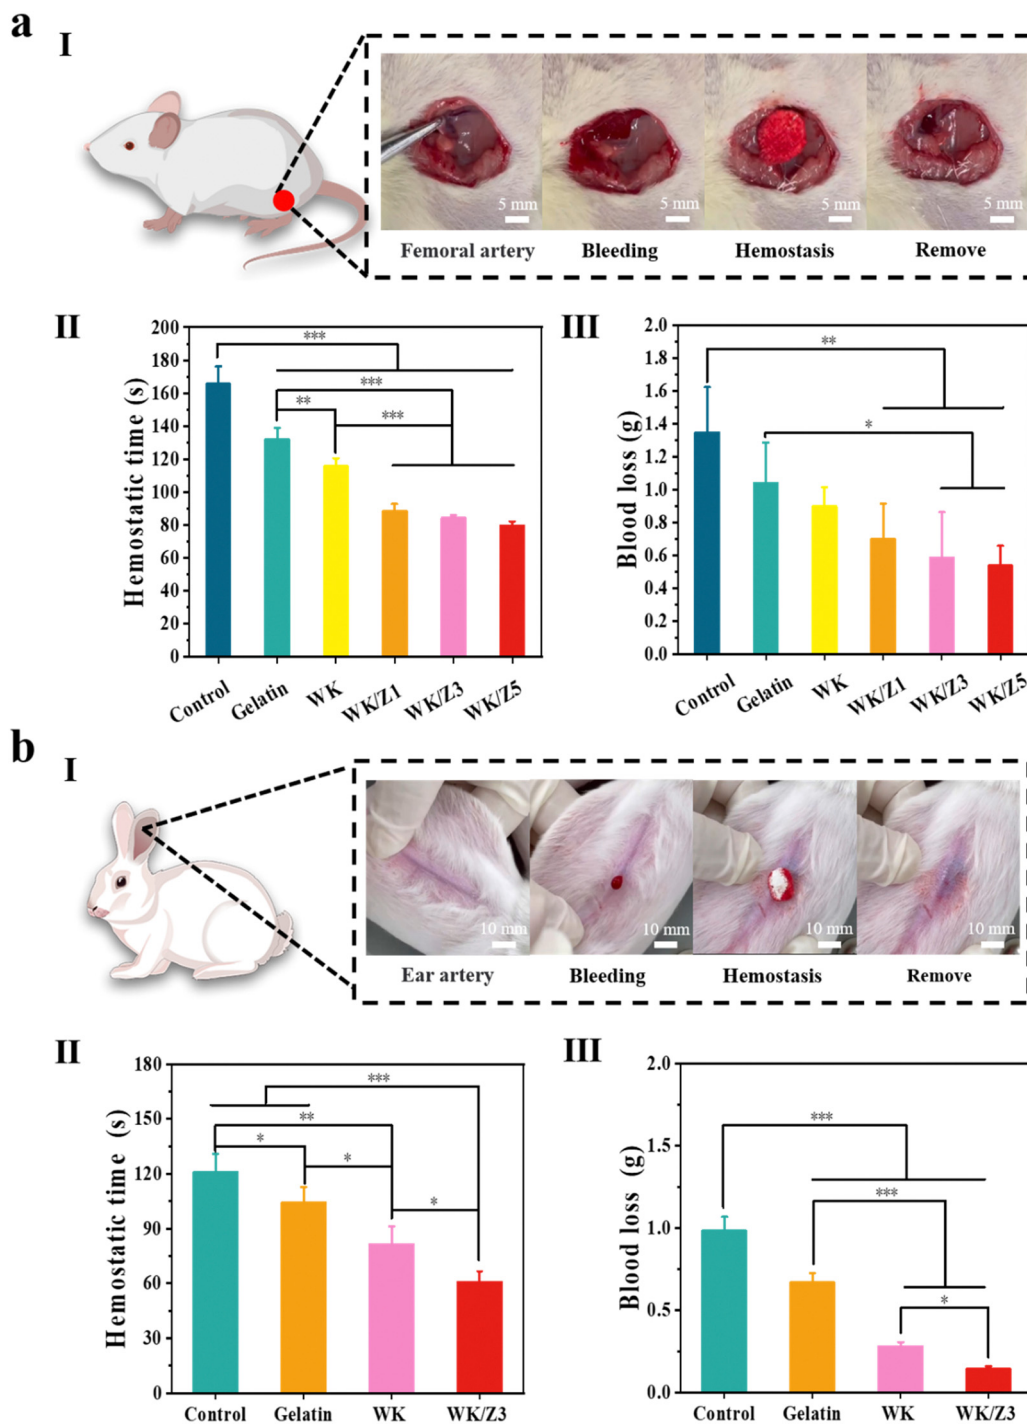 a
I
5 mm
5 mm
5 mm
5 mm
Femoral artery
Bleeding
Hemostasis
Remove
II
Hemostatic time (s)
200
180
160
140
120
100
80
60
40
20
0
***
***
**
***
Control
Gelatin
WK
WK/Z1
WK/Z3
WK/Z5
III
Blood loss (g)
2.0
1.8
1.6
1.4
1.2
1.0
0.8
0.6
0.4
0.2
0.0
**
*
Control
Gelatin
WK
WK/Z1
WK/Z3
WK/Z5
b
I
10 mm
10 mm
10 mm
10 mm
Ear artery
Bleeding
Hemostasis
Remove
II
Hemostatic time (s)
180
150
120
90
60
30
0
***
**
*
*
*
Control
Gelatin
WK
WK/Z3
III
Blood loss (g)
2.0
1.5
1.0
0.5
0.0
***
***
*
Control
Gelatin
WK
WK/Z3